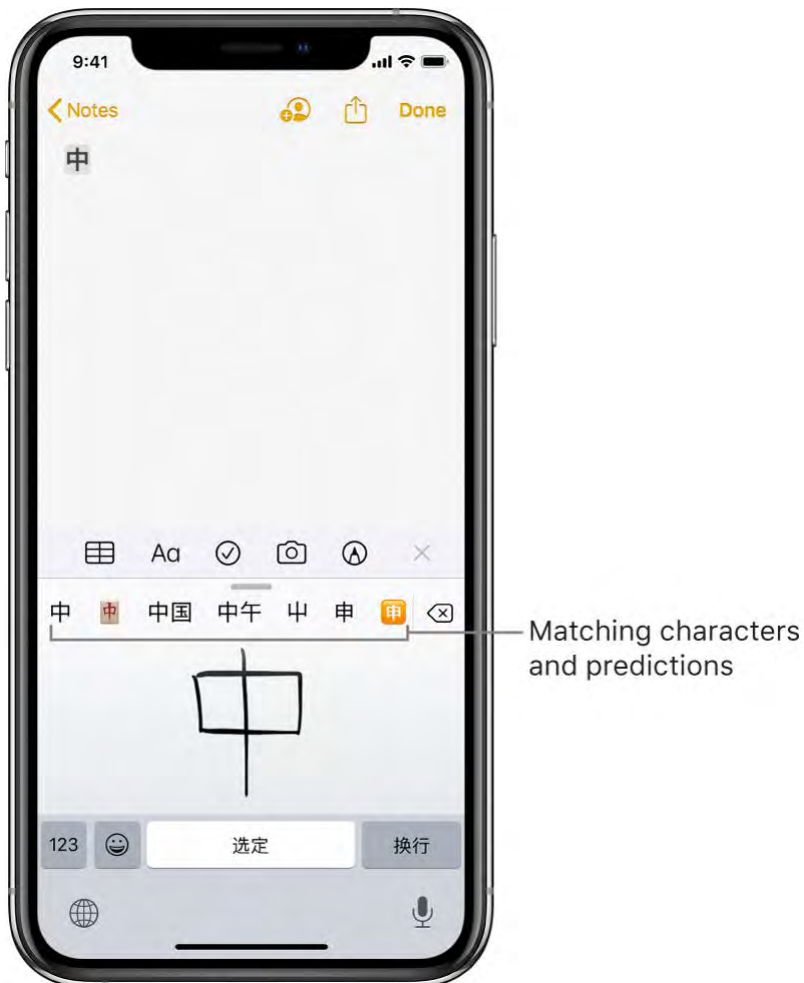 9:41
Notes
Done
中
Aa
中 🀄 中国 中午 屮 申 🈸
中
123
选定
换行
Matching characters
and predictions